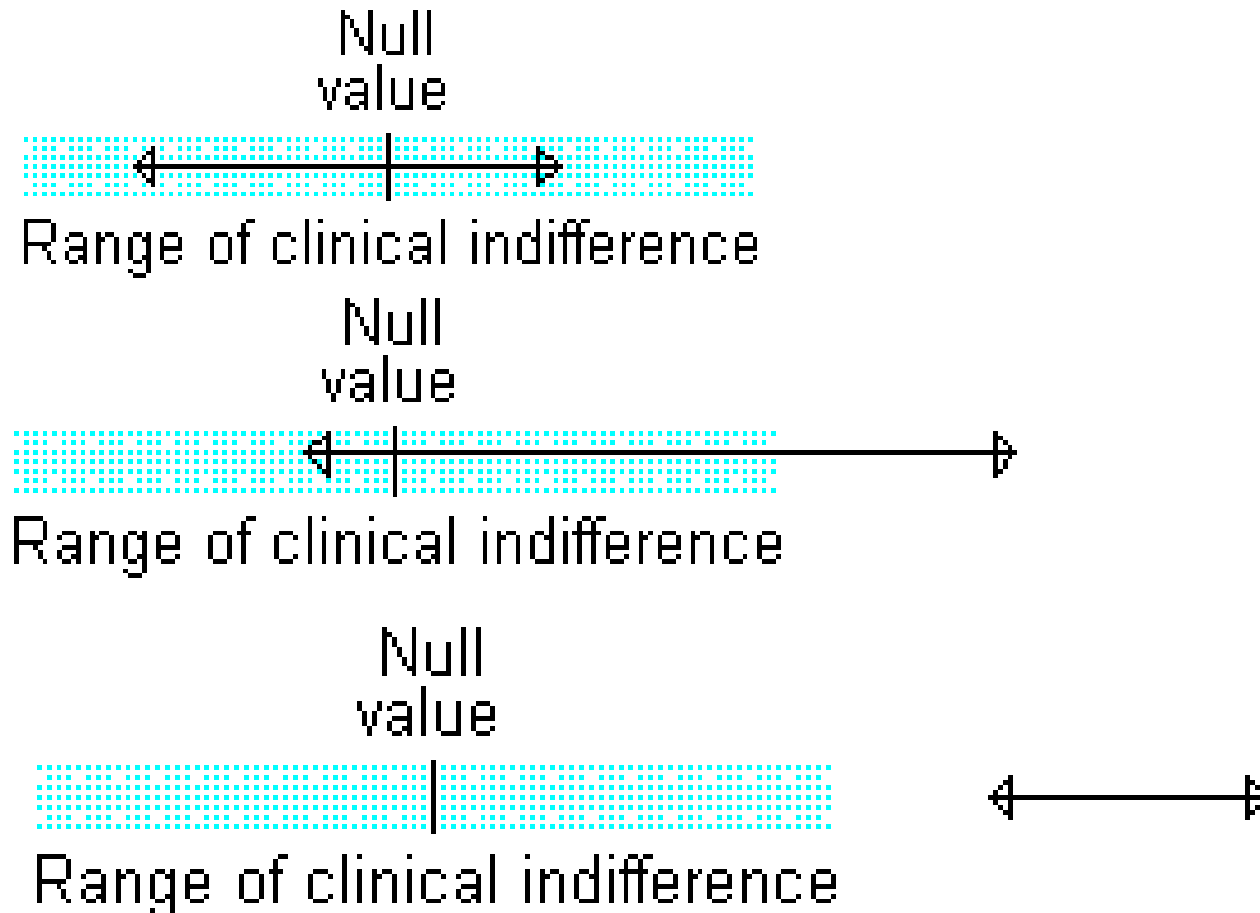 Null
value
Range of clinical indifference
Null
value
Range of clinical indifference
Null
value
Range of clinical indifference